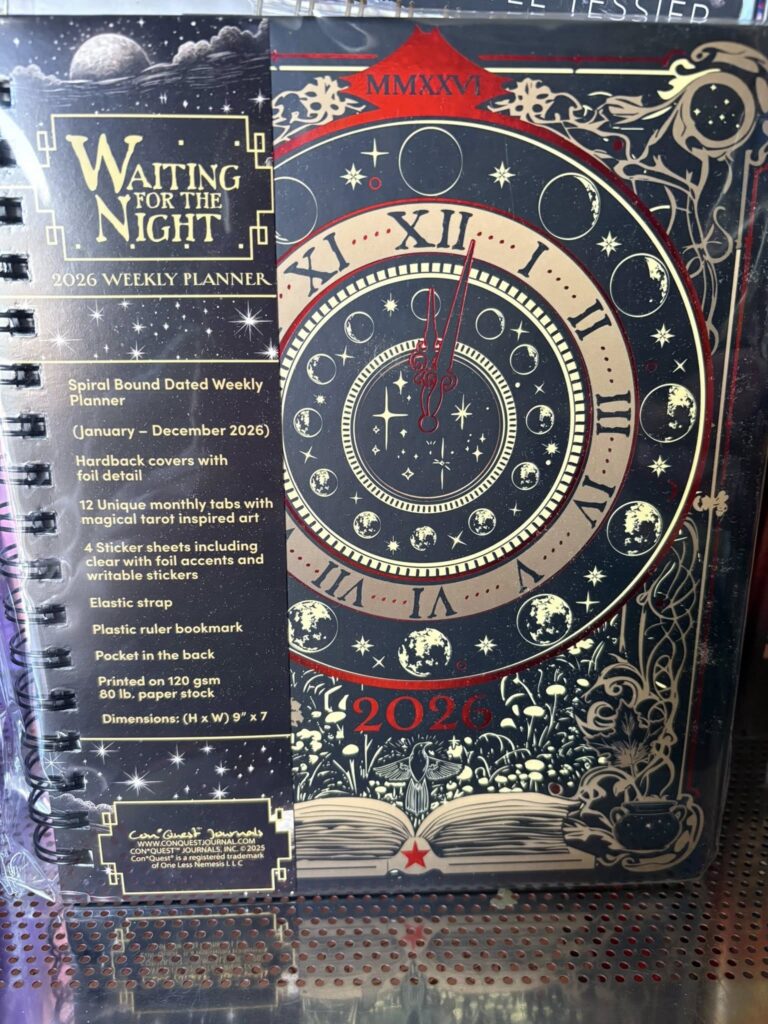 LE TESSIER
MMXXVI
WAITING
FOR THE
NIGHT
2026 WEEKLY PLANNER
Spiral Bound Dated Weekly
Planner
(January – December 2026)
Hardback covers with
foil detail
12 Unique monthly tabs with
magical tarot inspired art
4 Sticker sheets including
clear with foil accents and
writable stickers
Elastic strap
Plastic ruler bookmark
Pocket in the back
Printed on 120 gsm
80 lb. paper stock
Dimensions: (H x W) 9” x 7
Con*Quest Journals
WWW.CONQUESTJOURNAL.COM
CON*QUEST™ JOURNALS, INC. ©2025
Con*Quest® is a registered trademark
of One Less Nemesis L L C
XI XII I II III IV V VI VII
2026